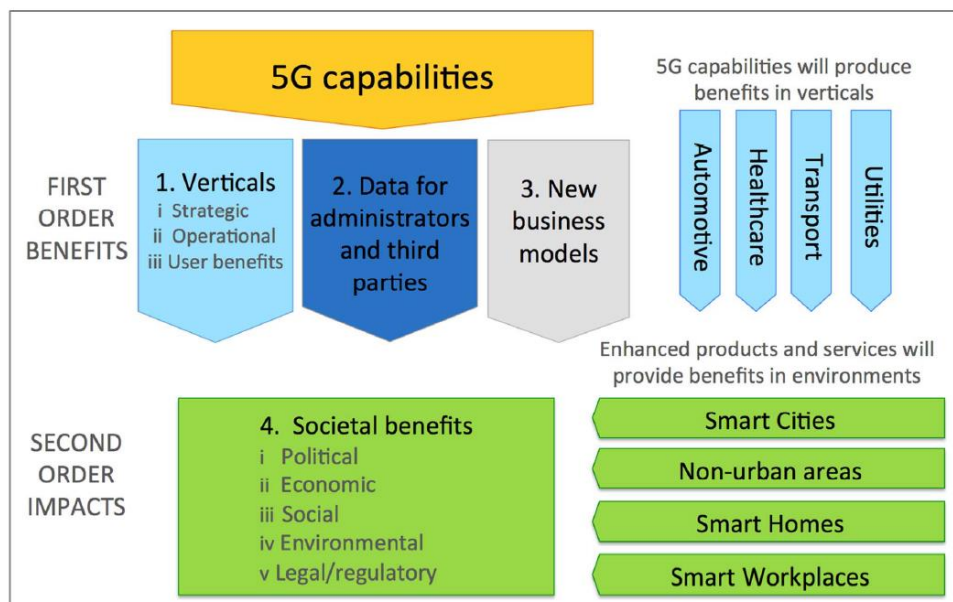 5G capabilities
FIRST
ORDER
BENEFITS
1. Verticals
i Strategic
ii Operational
iii User benefits
2. Data for
administrators
and third
parties
3. New
business
models
5G capabilities will produce
benefits in verticals
Automotive
Healthcare
Transport
Utilities
Enhanced products and services will
provide benefits in environments
SECOND
ORDER
IMPACTS
4. Societal benefits
i Political
ii Economic
iii Social
iv Environmental
v Legal/regulatory
Smart Cities
Non-urban areas
Smart Homes
Smart Workplaces